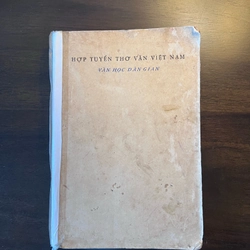 HỢP TUYỂN THƠ VĂN VIỆT NAM
VĂN HỌC DÂN GIAN